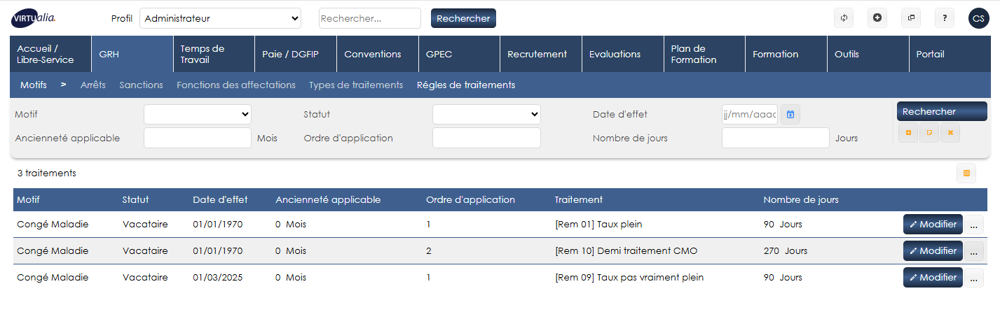 VIRTUalia.
Profil Administrateur Rechercher... Rechercher ? CS
Accueil / Libre-Service GRH Temps de Travail Paie / DGFIP Conventions GPEC Recrutement Evaluations Plan de Formation Formation Outils Portail
Motifs > Arrêts Sanctions Fonctions des affectations Types de traitements Régles de traitements
Motif Statut Date d'effet jj/mm/aaac Rechercher
Ancienneté applicable Mois Ordre d'application Nombre de jours Jours
3 traitements
Motif Statut Date d'effet Ancienneté applicable Ordre d'application Traitement Nombre de jours
Congé Maladie Vacataire 01/01/1970 0 Mois 1 [Rem 01] Taux plein 90 Jours Modifier ...
Congé Maladie Vacataire 01/01/1970 0 Mois 2 [Rem 10] Demi traitement CMO 270 Jours Modifier ...
Congé Maladie Vacataire 01/03/2025 0 Mois 1 [Rem 09] Taux pas vraiment plein 90 Jours Modifier ...